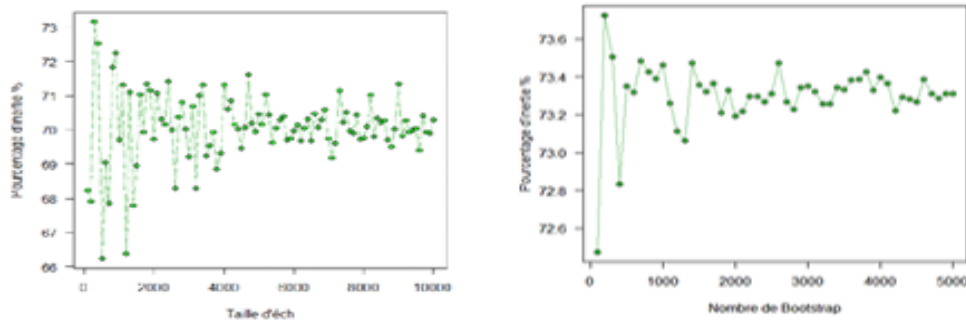 Pourcentage d'inertie %
73
72
71
70
69
68
67
66
0 2000 4000 6000 8000 10000
Taille d'éch
Pourcentage d'inertie %
73.6
73.4
73.2
73.0
72.8
72.6
0 1000 2000 3000 4000 5000
Nombre de Bootstrap